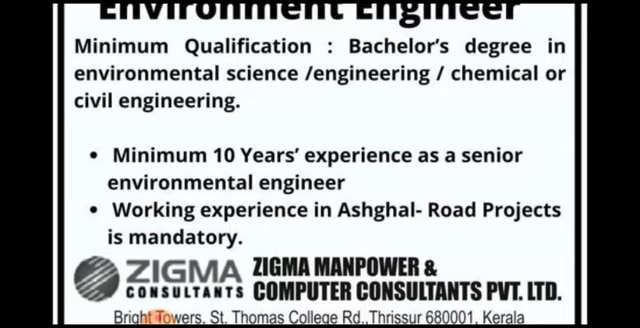 Environment Engineer
Minimum Qualification : Bachelor's degree in
environmental science /engineering / chemical or
civil engineering.
• Minimum 10 Years' experience as a senior
environmental engineer
• Working experience in Ashghal- Road Projects
is mandatory.
ZIGMA
CONSULTANTS
ZIGMA MANPOWER &
COMPUTER CONSULTANTS PVT. LTD.
Bright Towers, St. Thomas College Rd.,Thrissur 680001, Kerala